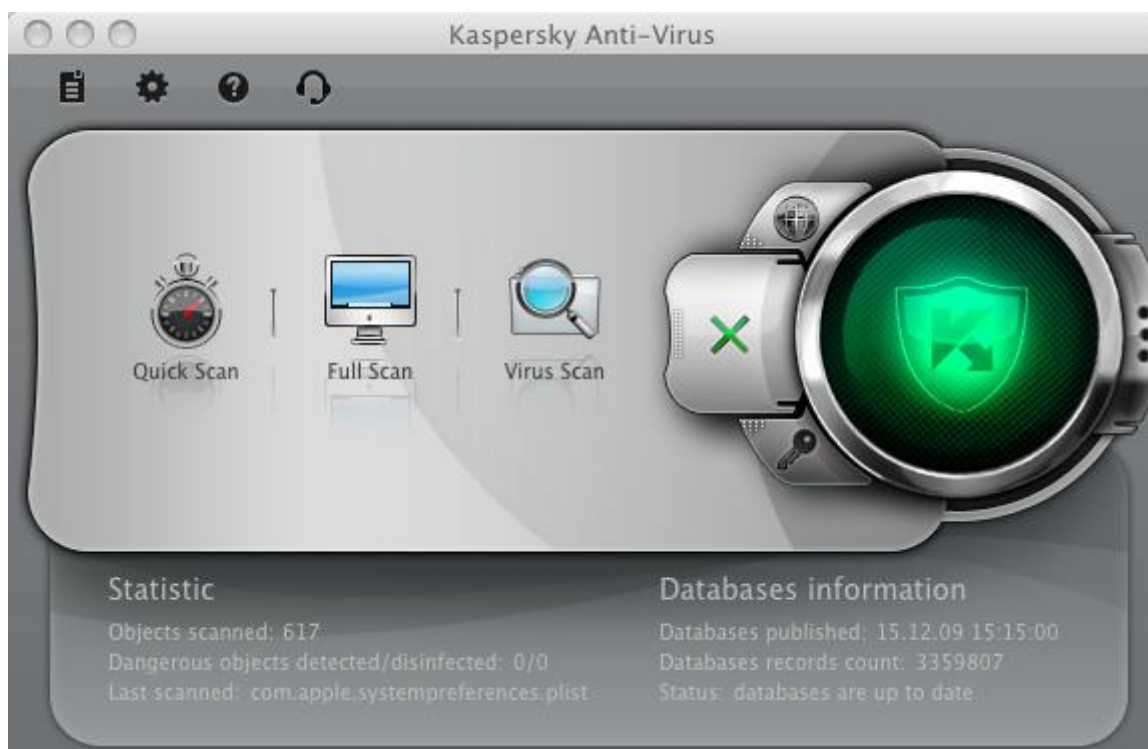 Kaspersky Anti-Virus
Quick Scan
Full Scan
Virus Scan
Statistic
Objects scanned: 617
Dangerous objects detected/disinfected: 0/0
Last scanned: com.apple.systempreferences.plist
Databases information
Databases published: 15.12.09 15:15:00
Databases records count: 3359807
Status: databases are up to date